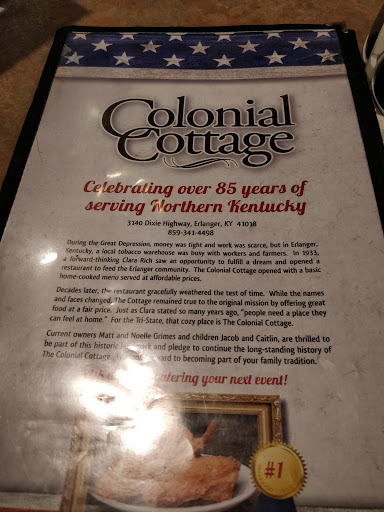 Colonial
Cottage
Celebrating over 85 years of
serving Northern Kentucky
3140 Dixie Highway, Erlanger, KY 41018
859-341-4498
During the Great Depression, money was tight and work was scarce, but in Erlanger,
Kentucky, a local tobacco warehouse was busy with workers and farmers. In 1933,
a forward-thinking Clara Rich saw an opportunity to fulfill a dream and opened a
restaurant to feed the Erlanger community. The Colonial Cottage opened with a basic
home-cooked menu served at affordable prices.
Decades later, the restaurant gracefully weathered the test of time. While the names
and faces changed, The Cottage remained true to the original mission by offering great
food at a fair price. Just as Clara stated so many years ago, "people need a place they
can feel at home." For the Tri-State, that cozy place is The Colonial Cottage.
Current owners Matt and Noelle Grimes and children Jacob and Caitlin, are thrilled to
be part of this historic landmark and pledge to continue the long-standing history of
The Colonial Cottage. to becoming part of your family tradition.
catering your next event!
#1